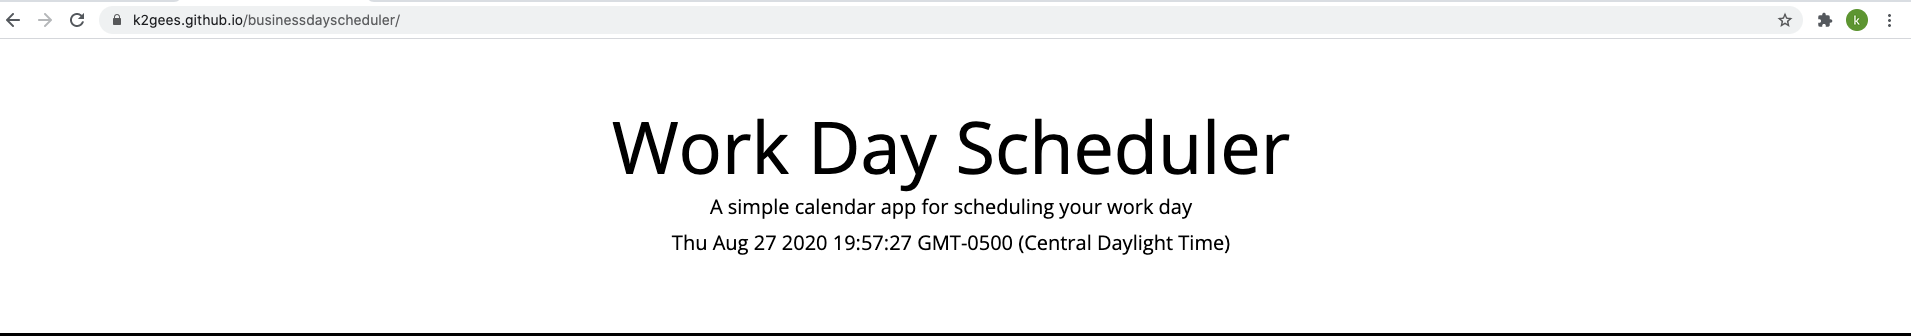 k2gees.github.io/businessdayscheduler/
k
Work Day Scheduler
A simple calendar app for scheduling your work day
Thu Aug 27 2020 19:57:27 GMT-0500 (Central Daylight Time)